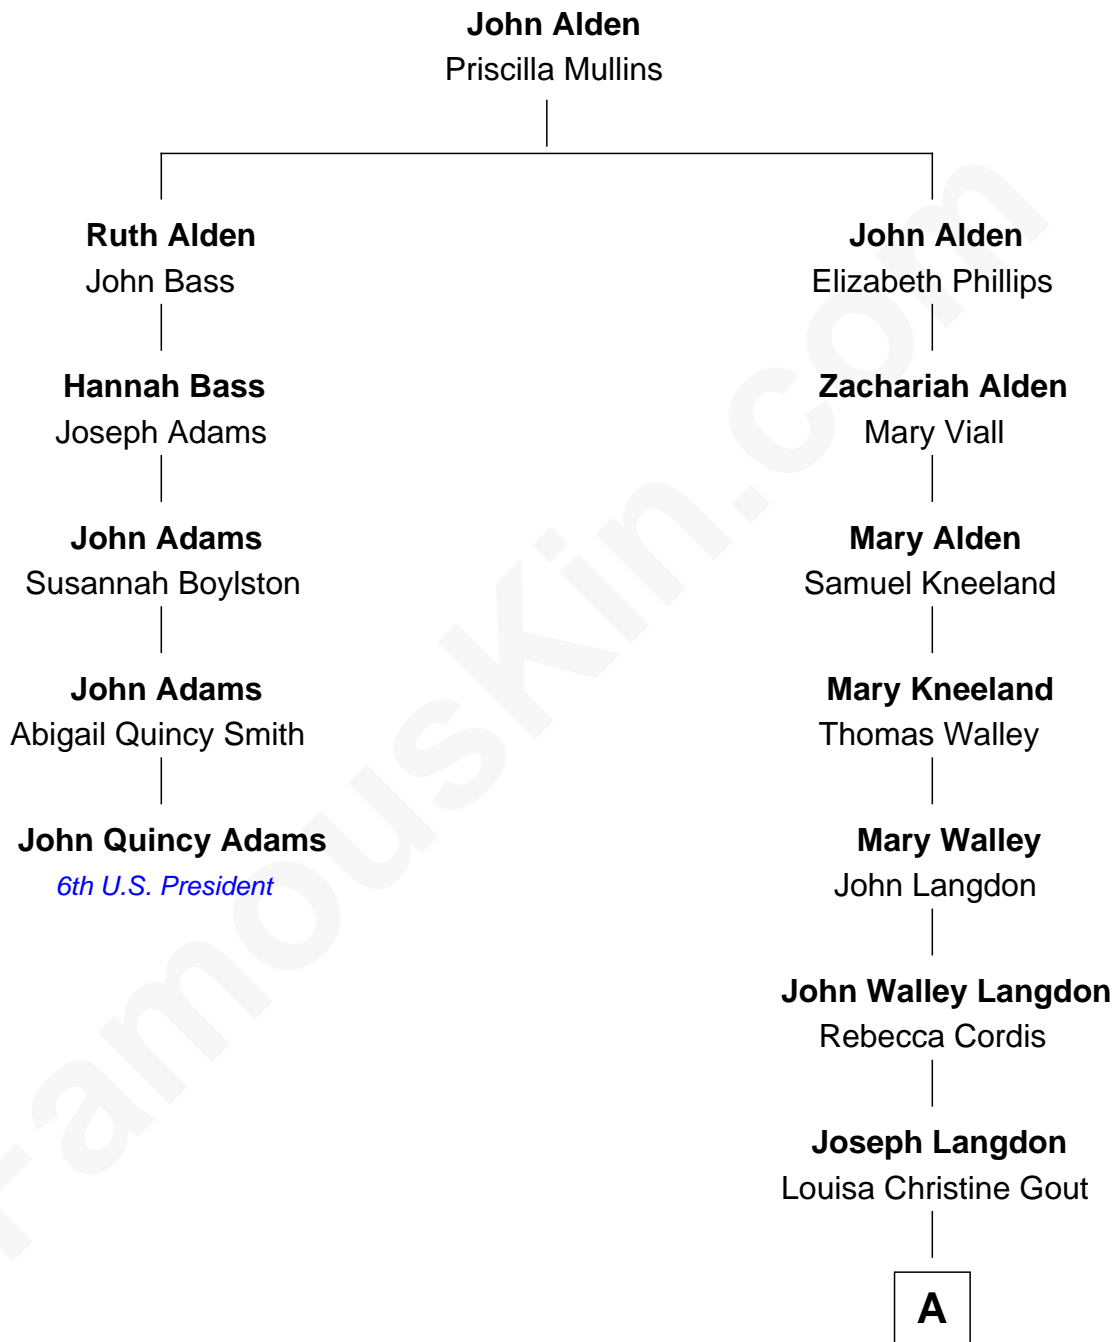 John Alden
Priscilla Mullins
Ruth Alden
John Bass
Hannah Bass
Joseph Adams
John Adams
Susannah Boylston
John Adams
Abigail Quincy Smith
John Quincy Adams
6th U.S. President
John Alden
Elizabeth Phillips
Zachariah Alden
Mary Viall
Mary Alden
Samuel Kneeland
Mary Kneeland
Thomas Walley
Mary Walley
John Langdon
John Walley Langdon
Rebecca Cordis
Joseph Langdon
Louisa Christine Gout
A
FamousKin.com